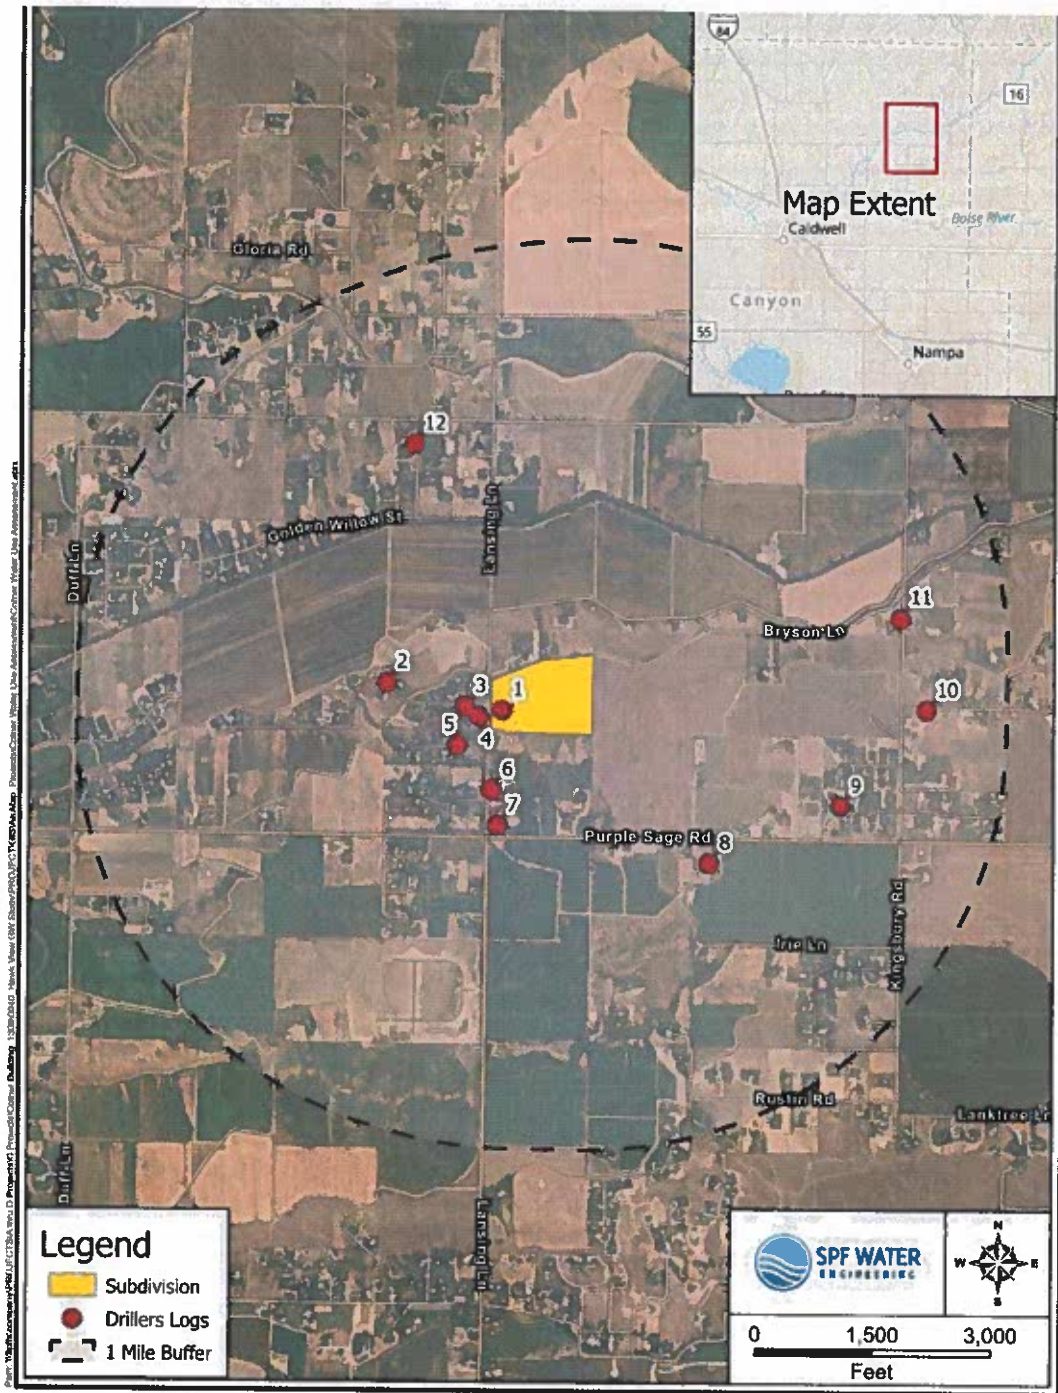 84
16
Map Extent
Boise River
Caldwell
Canyon
55
Nampa
Gloria Rd
12
Lansing Ln
Golden Willow St
Duff Ln
11
Bryson Ln
2
3
1
10
5
4
6
9
7
Purple Sage Rd
8
Kingsbury Rd
Irie Ln
Rustin Rd
Lanktree Ln
Duff Ln
Lansing Ln
Legend
Subdivision
Drillers Logs
1 Mile Buffer
SPF WATER
ENGINEERING
N
W
E
S
0 1,500 3,000
Feet